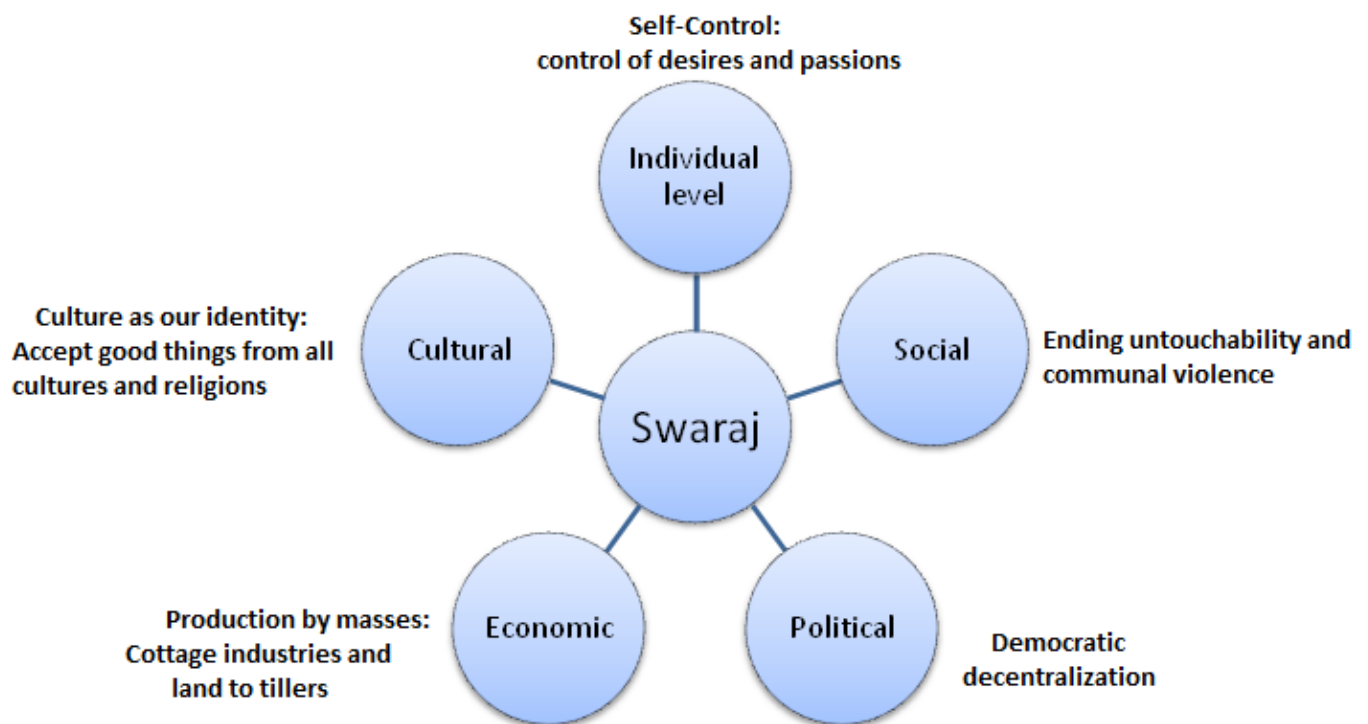 Self-Control:
control of desires and passions
Individual
level
Culture as our identity:
Accept good things from all
cultures and religions
Cultural
Social
Ending untouchability and
communal violence
Swaraj
Production by masses:
Cottage industries and
land to tillers
Economic
Political
Democratic
decentralization